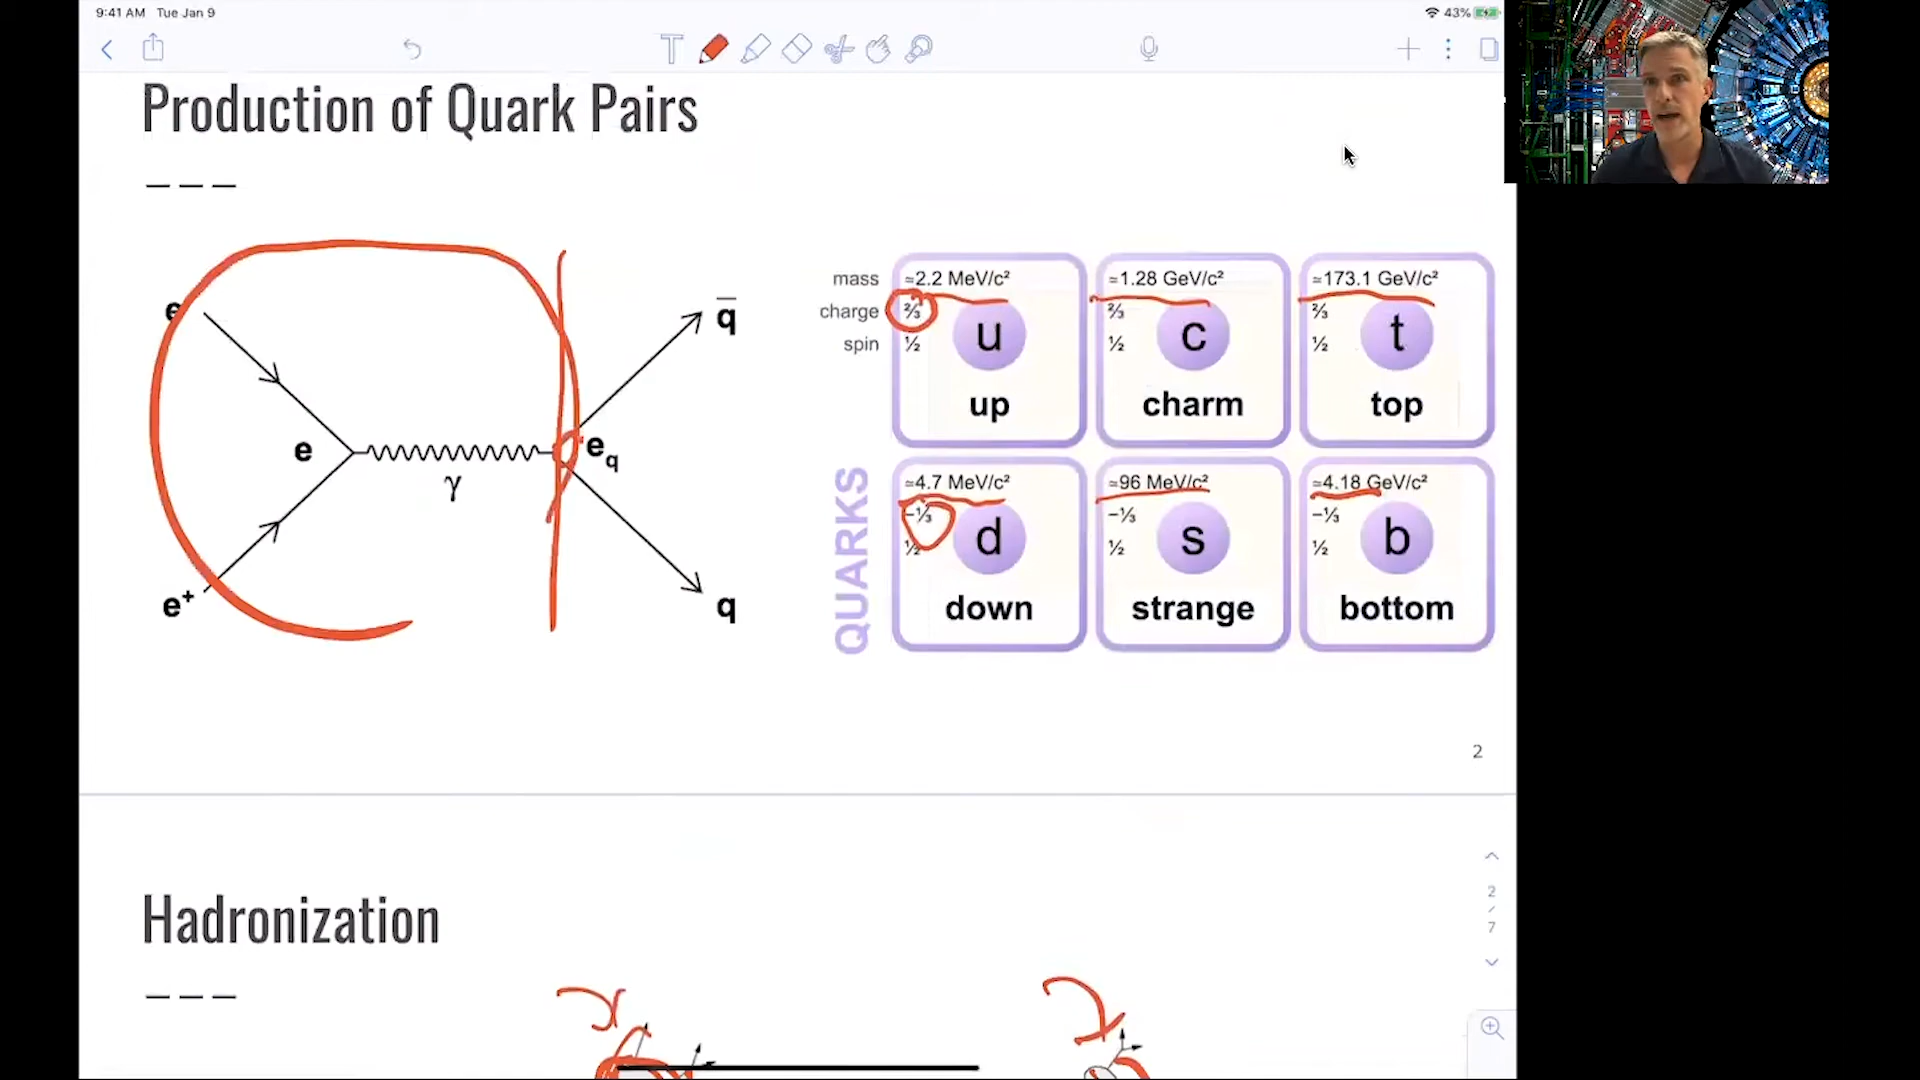 9:41 AM Tue Jan 9
43%
T
Production of Quark Pairs
e
e
γ
e⁺
q̄
e_q
q
mass
charge
spin
≃2.2 MeV/c²
⅔
½
u
up
≃1.28 GeV/c²
⅔
½
c
charm
≃173.1 GeV/c²
⅔
½
t
top
QUARKS
≃4.7 MeV/c²
-⅓
½
d
down
≃96 MeV/c²
-⅓
½
s
strange
≃4.18 GeV/c²
-⅓
½
b
bottom
2
Hadronization
2
/
7